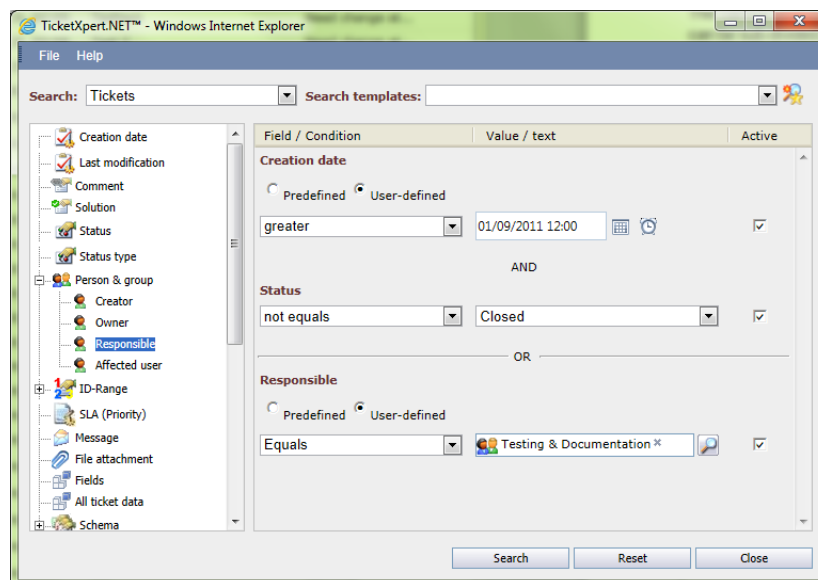 TicketXpert.NET™ - Windows Internet Explorer
File Help
Search: Tickets Search templates:
Creation date
Last modification
Comment
Solution
Status
Status type
Person & group
Creator
Owner
Responsible
Affected user
ID-Range
SLA (Priority)
Message
File attachment
Fields
All ticket data
Schema
Field / Condition Value / text Active
Creation date
Predefined User-defined
greater 01/09/2011 12:00
AND
Status
not equals Closed
OR
Responsible
Predefined User-defined
Equals Testing & Documentation
Search Reset Close